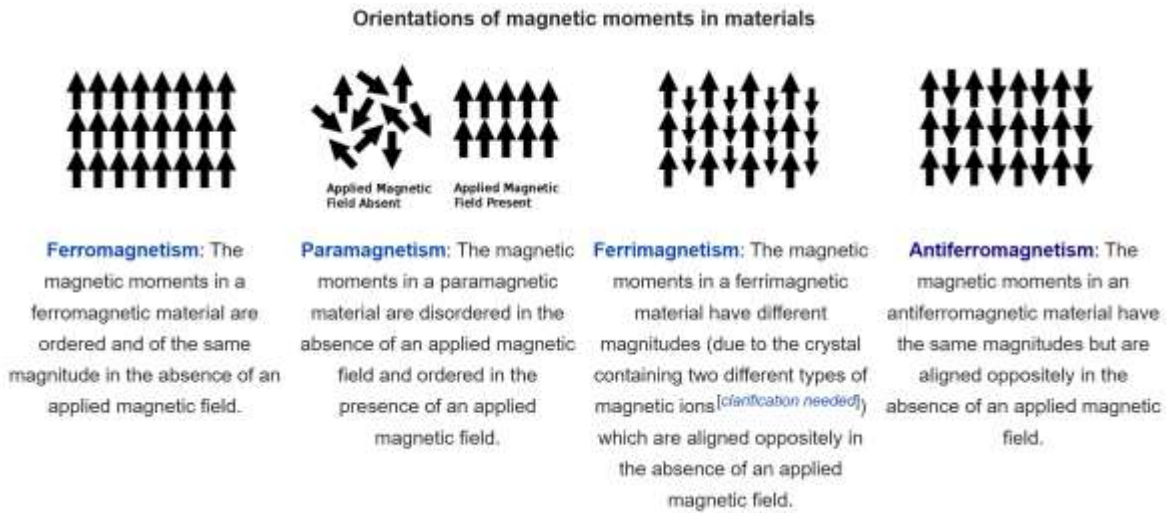 Orientations of magnetic moments in materials
Applied Magnetic
Field Absent
Applied Magnetic
Field Present
Ferromagnetism: The
magnetic moments in a
ferromagnetic material are
ordered and of the same
magnitude in the absence of an
applied magnetic field.
Paramagnetism: The magnetic
moments in a paramagnetic
material are disordered in the
absence of an applied magnetic
field and ordered in the
presence of an applied
magnetic field.
Ferrimagnetism: The magnetic
moments in a ferrimagnetic
material have different
magnitudes (due to the crystal
containing two different types of
magnetic ions[clarification needed])
which are aligned oppositely in
the absence of an applied
magnetic field.
Antiferromagnetism: The
magnetic moments in an
antiferromagnetic material have
the same magnitudes but are
aligned oppositely in the
absence of an applied magnetic
field.